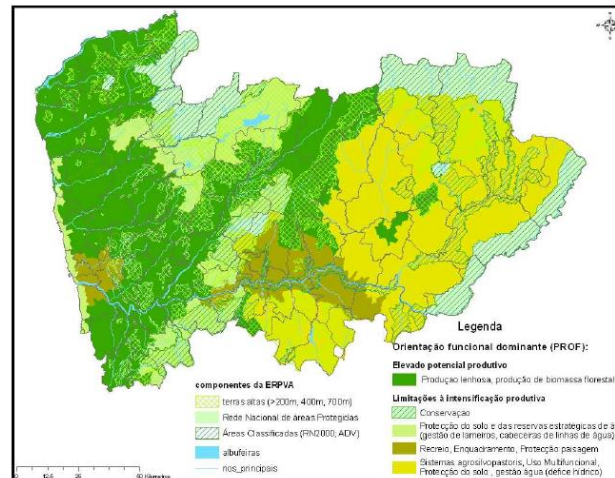 Legenda
Orientação funcional dominante (PROF):
Elevado potencial produtivo
Produçao lenhosa, produção de biomassa florestal
Limitações à intensificação produtiva
Conservação
Protecção do solo e das reservas estratégicas de á
(gestão de lameiros, cabeceiras de linhas de água)
Recreio, Enquadramento, Protecção paisagem
Sistemas agrosilvopastoris, Uso Multifuncional,
Protecção do solo , gestão água (défice hídrico)
componentes da ERPVA
terras altas (>200m, 400m, 700m)
Rede Nacional de áreas Protegidas
Áreas Classificadas (RN2000, ADV)
albufeiras
rios_principais
0